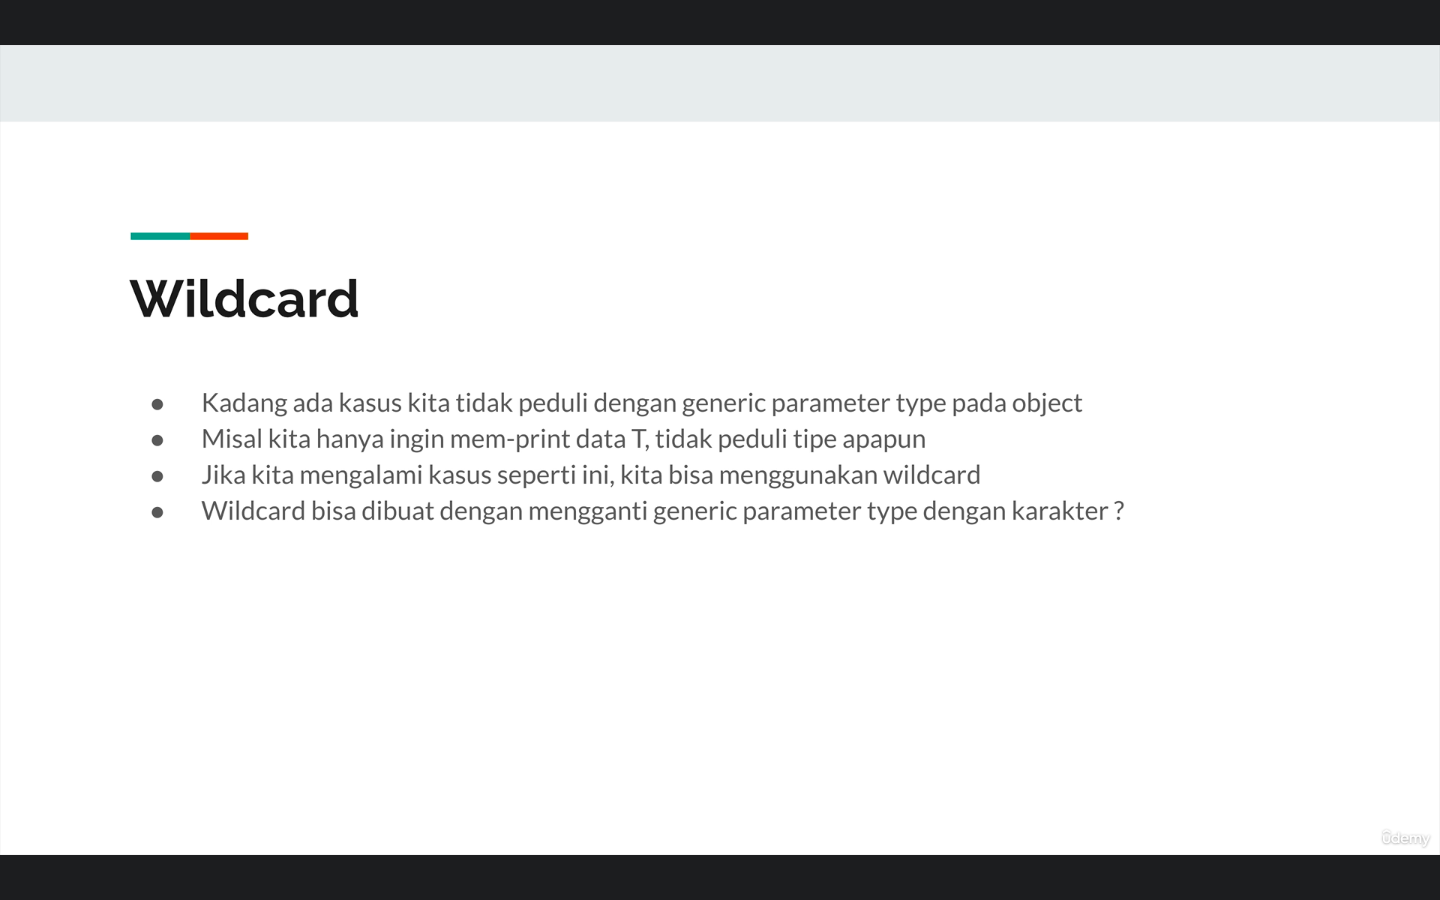 Wildcard
● Kadang ada kasus kita tidak peduli dengan generic parameter type pada object
● Misal kita hanya ingin mem-print data T, tidak peduli tipe apapun
● Jika kita mengalami kasus seperti ini, kita bisa menggunakan wildcard
● Wildcard bisa dibuat dengan mengganti generic parameter type dengan karakter ?
ûdemy